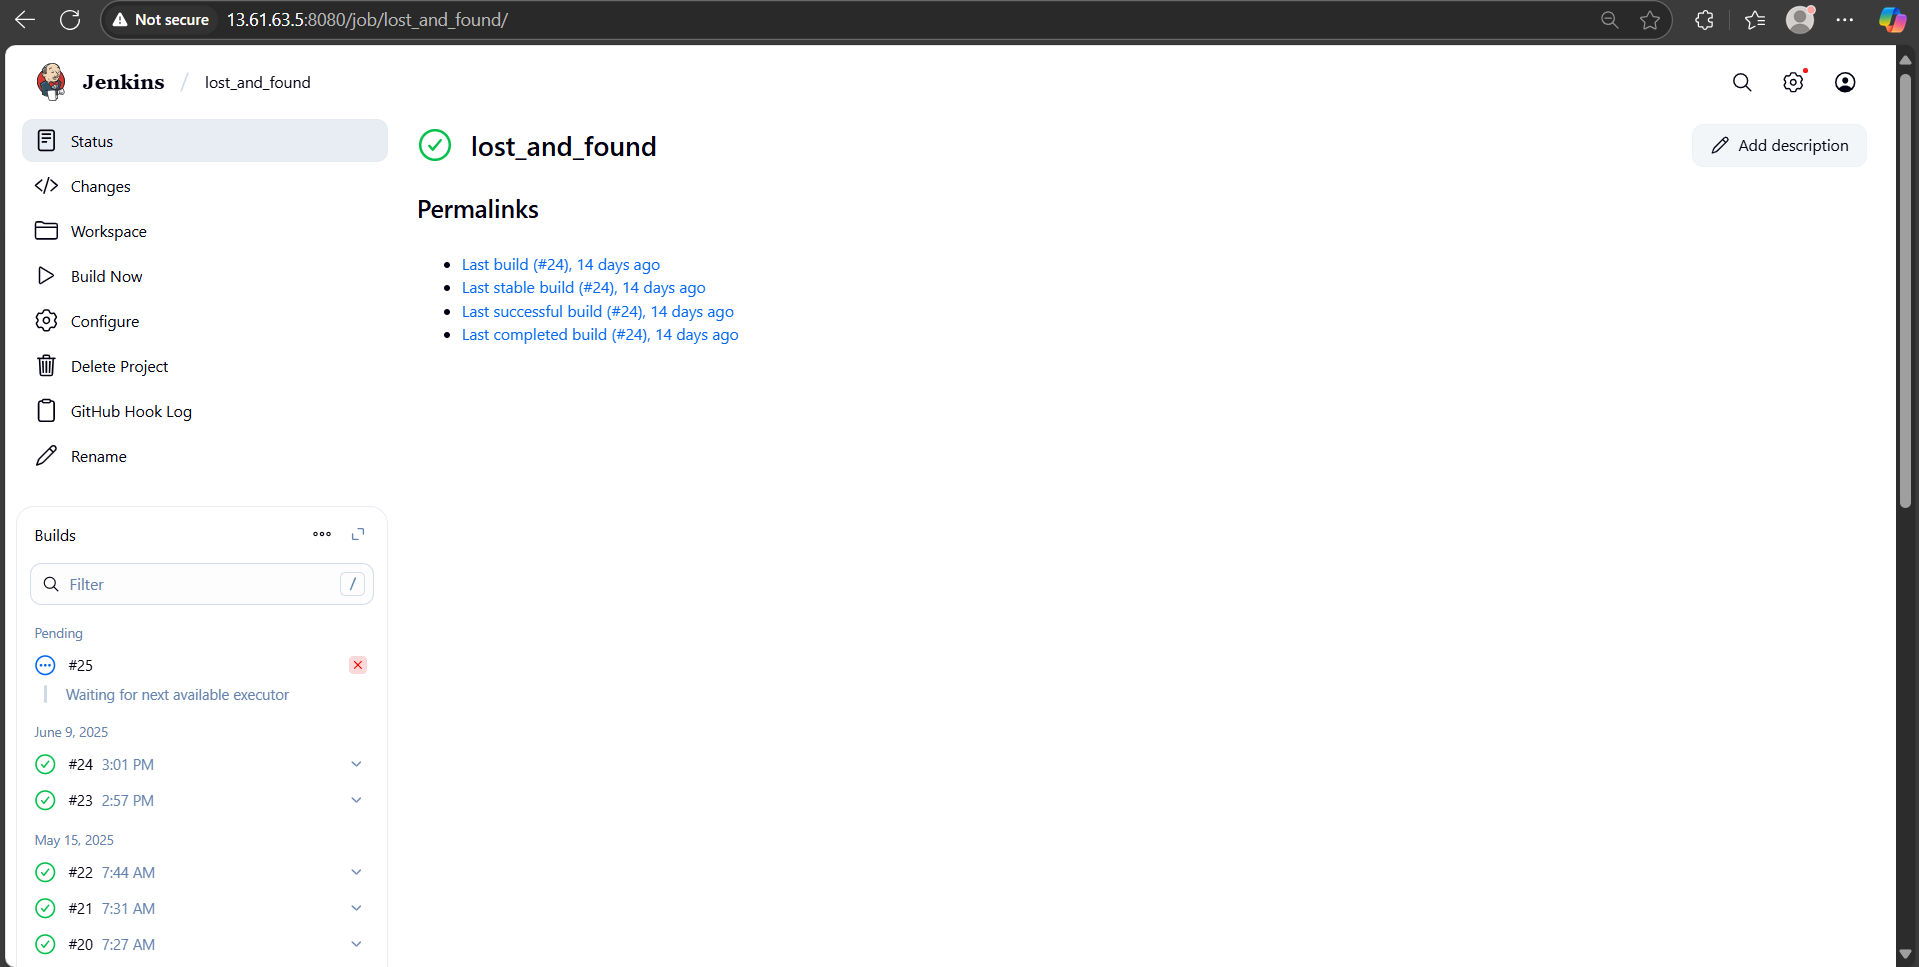 Not secure 13.61.63.5:8080/job/lost_and_found/
Jenkins / lost_and_found
Status
Changes
Workspace
Build Now
Configure
Delete Project
GitHub Hook Log
Rename
lost_and_found
Add description
Permalinks
Last build (#24), 14 days ago
Last stable build (#24), 14 days ago
Last successful build (#24), 14 days ago
Last completed build (#24), 14 days ago
Builds
Filter /
Pending
#25
Waiting for next available executor
June 9, 2025
#24 3:01 PM
#23 2:57 PM
May 15, 2025
#22 7:44 AM
#21 7:31 AM
#20 7:27 AM